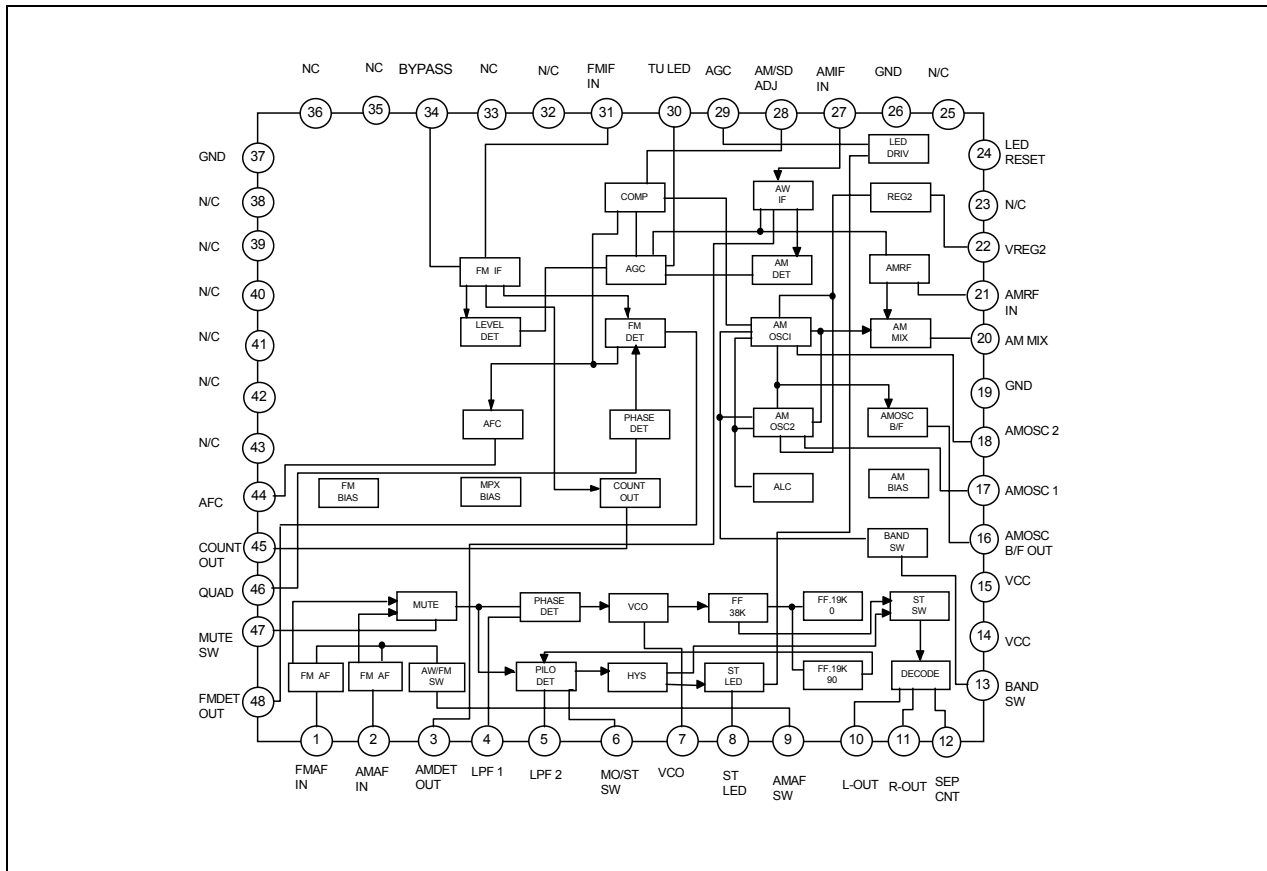 NC
NC
BYPASS
NC
N/C
FMIF
IN
TU LED
AGC
AM/SD
ADJ
AMIF
IN
GND
N/C
36
35
34
33
32
31
30
29
28
27
26
25
GND
37
N/C
38
N/C
39
N/C
40
N/C
41
N/C
42
N/C
43
AFC
44
COUNT
OUT
45
QUAD
46
MUTE
SW
47
FMDET
OUT
48
LED
DRIV
24
LED
RESET
COMP
AW
IF
REG2
23
N/C
22
VREG2
FM IF
AGC
AM
DET
AMRF
21
AMRF
IN
LEVEL
DET
FM
DET
AM
OSCI
AM
MIX
20
AM MIX
19
GND
AFC
PHASE
DET
AM
OSC2
AMOSC
B/F
18
AMOSC 2
FM
BIAS
MPX
BIAS
COUNT
OUT
ALC
AM
BIAS
17
AMOSC 1
BAND
SW
16
AMOSC
B/F OUT
15
VCC
MUTE
PHASE
DET
VCO
FF
38K
FF.19K
0
ST
SW
14
VCC
FM AF
FM AF
AW/FM
SW
PILO
DET
HYS
ST
LED
FF.19K
90
DECODE
13
BAND
SW
1
2
3
4
5
6
7
8
9
10
11
12
FMAF
IN
AMAF
IN
AMDET
OUT
LPF 1
LPF 2
MO/ST
SW
VCO
ST
LED
AMAF
SW
L-OUT
R-OUT
SEP
CNT